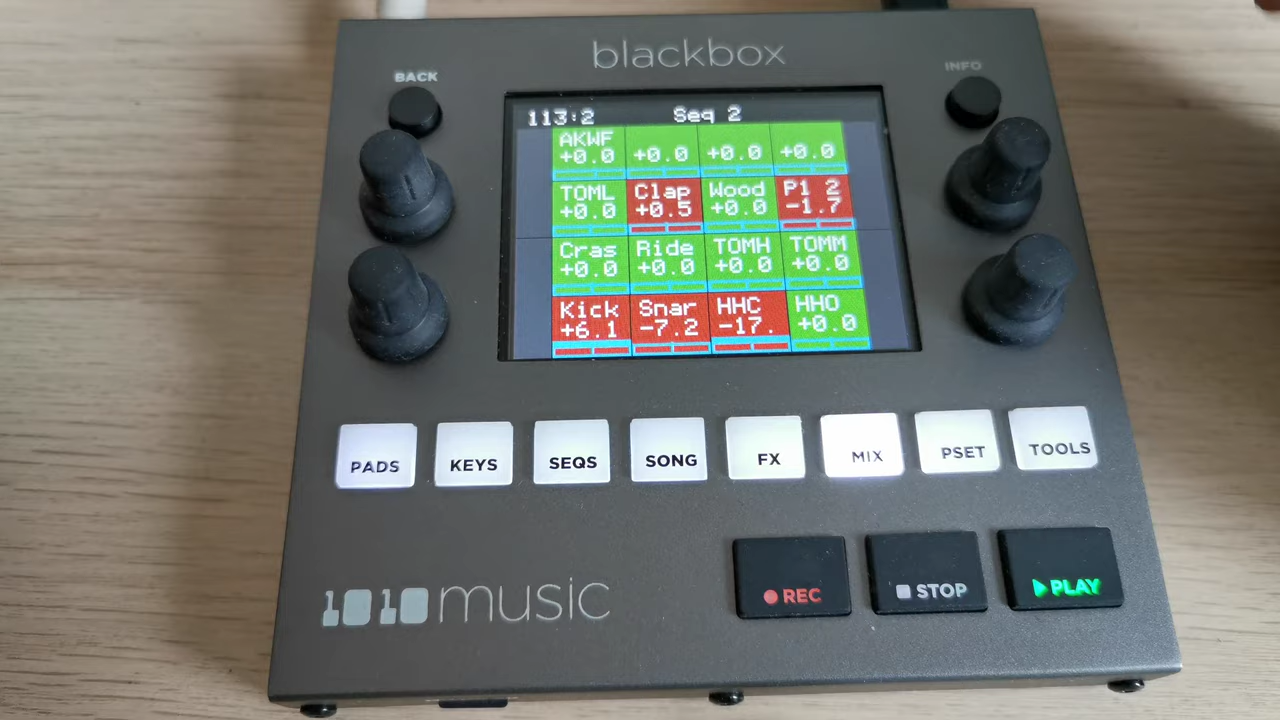 blackbox
BACK
INFO
113:2 Seq 2
AKWF
+0.0 +0.0 +0.0 +0.0
TOML Clap Wood P1 2
+0.0 +0.5 +0.0 -1.7
Cras Ride TOMH TOMM
+0.0 +0.0 +0.0 +0.0
Kick Snar HHC HHO
+6.1 -7.2 -17. +0.0
PADS KEYS SEQS SONG FX MIX PSET TOOLS
REC STOP PLAY
1010music